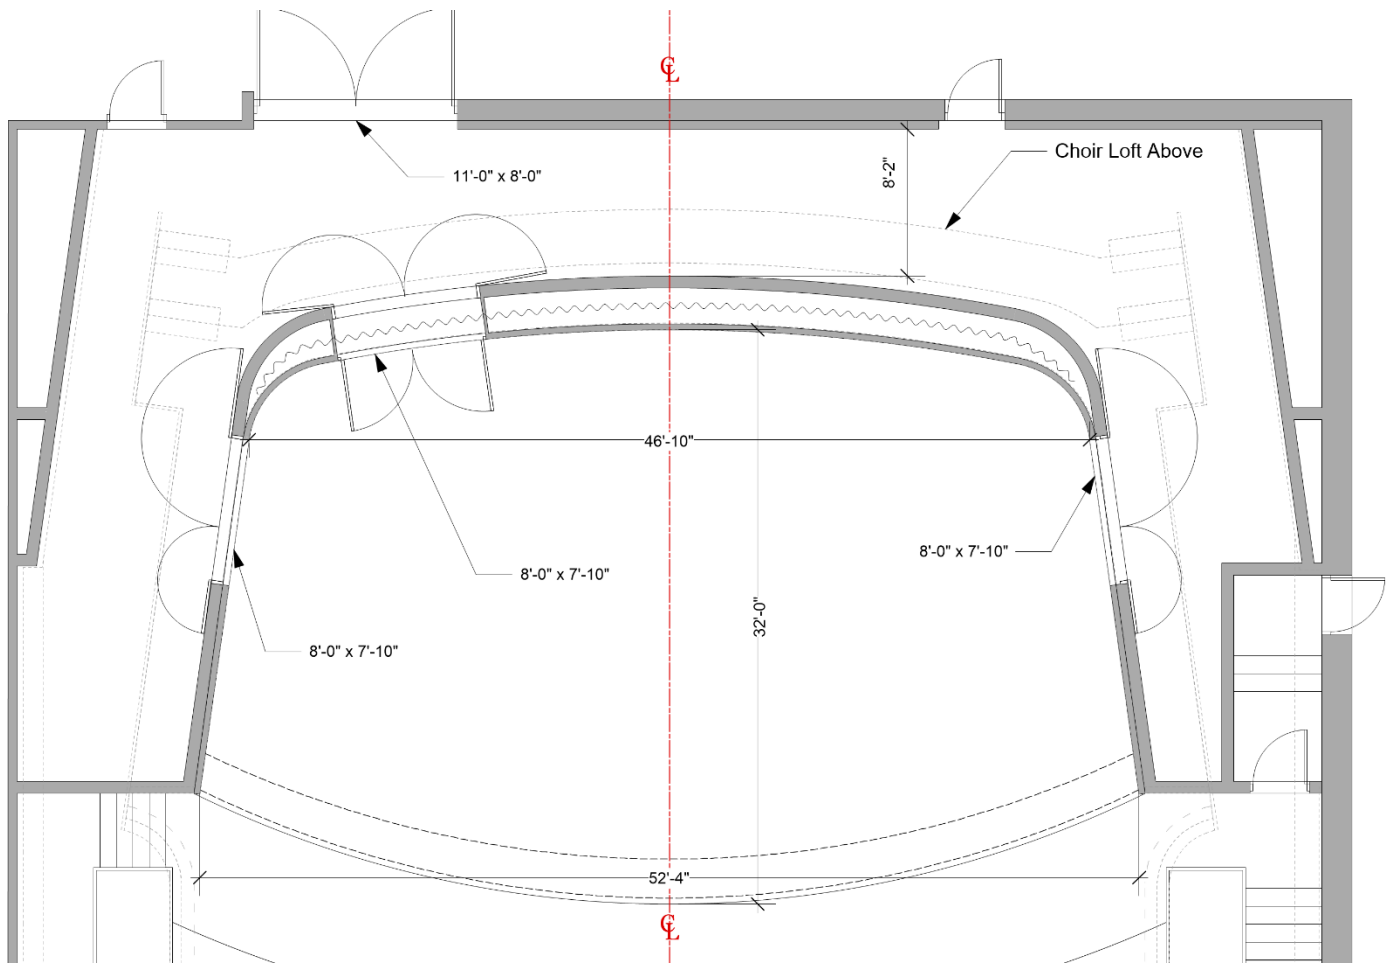 ℄
Choir Loft Above
8'-2"
11'-0" x 8'-0"
46'-10"
8'-0" x 7'-10"
8'-0" x 7'-10"
32'-0"
8'-0" x 7'-10"
52'-4"
℄